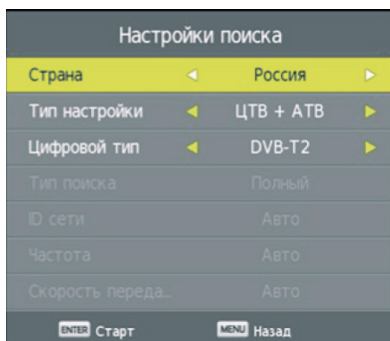 Настройки поиска
Страна Россия
Тип настройки ЦТВ + АТВ
Цифровой тип DVB-T2
Тип поиска Полный
ID сети Авто
Частота Авто
Скорость переда... Авто
ENTER Старт MENU Назад